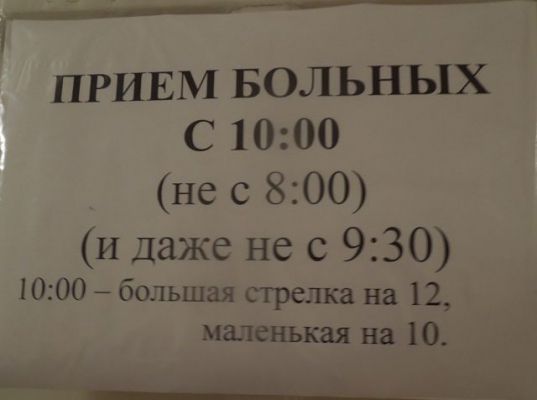 ПРИЕМ БОЛЬНЫХ
С 10:00
(не с 8:00)
(и даже не с 9:30)
10:00 – большая стрелка на 12,
маленькая на 10.